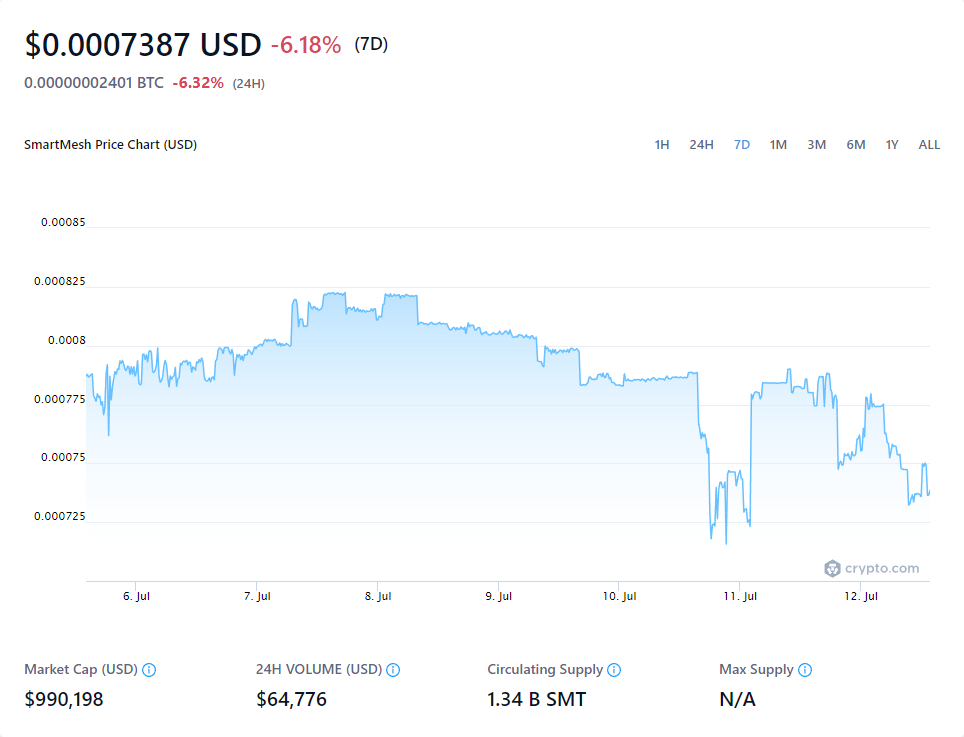 $0.0007387 USD -6.18% (7D)
0.00000002401 BTC -6.32% (24H)
SmartMesh Price Chart (USD) 1H 24H 7D 1M 3M 6M 1Y ALL
0.00085
0.000825
0.0008
0.000775
0.00075
0.000725
crypto.com
6. Jul 7. Jul 8. Jul 9. Jul 10. Jul 11. Jul 12. Jul
Market Cap (USD) 24H VOLUME (USD) Circulating Supply Max Supply
$990,198 $64,776 1.34 B SMT N/A